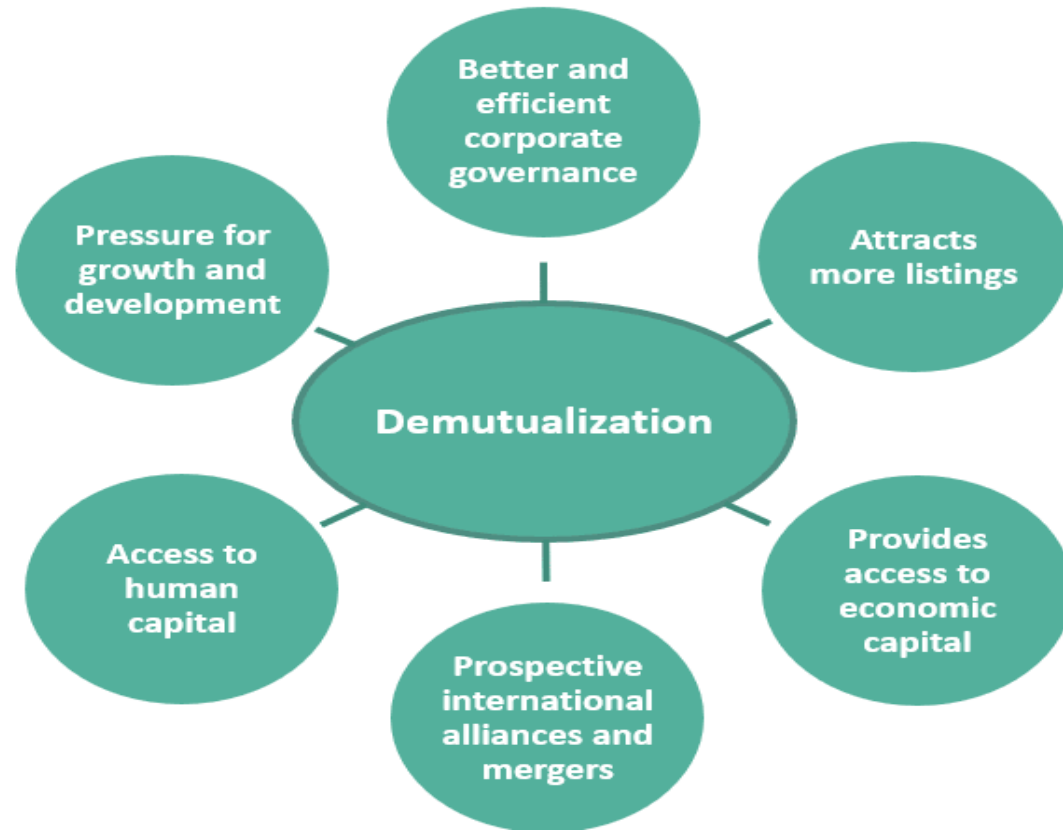 Better and
efficient
corporate
governance
Attracts
more listings
Provides
access to
economic
capital
Prospective
international
alliances and
mergers
Access to
human
capital
Pressure for
growth and
development
Demutualization